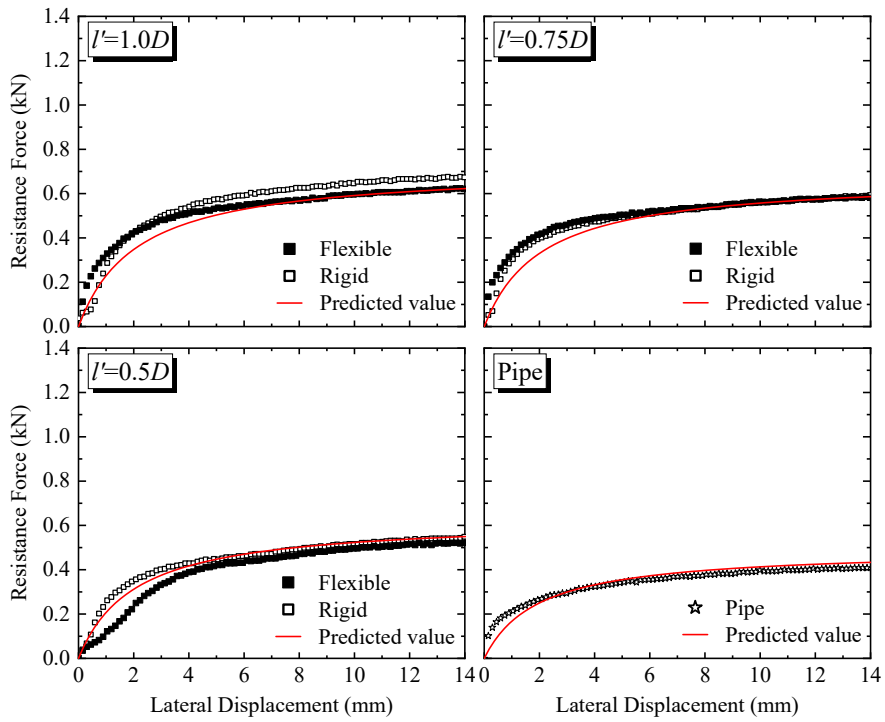 l'=1.0D
1.4
1.2
1.0
0.8
0.6
0.4
0.2
0.0
Resistance Force (kN)
Flexible
Rigid
Predicted value
l'=0.75D
Flexible
Rigid
Predicted value
l'=0.5D
1.4
1.2
1.0
0.8
0.6
0.4
0.2
0.0
Resistance Force (kN)
Flexible
Rigid
Predicted value
0 2 4 6 8 10 12 14
Lateral Displacement (mm)
Pipe
Pipe
Predicted value
2 4 6 8 10 12 14
Lateral Displacement (mm)